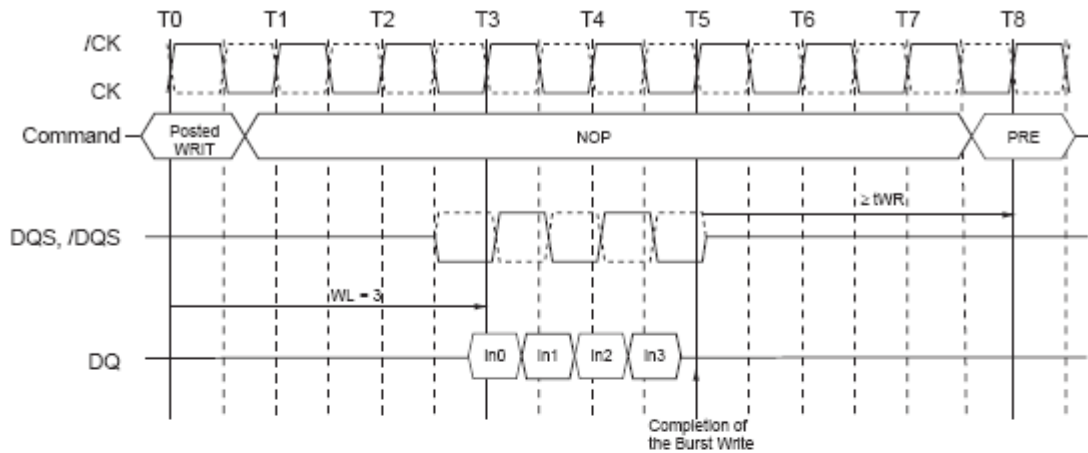 T0 T1 T2 T3 T4 T5 T6 T7 T8
/CK
CK
Command
Posted
WRIT
NOP
PRE
≥ tWR
DQS, /DQS
WL = 3
DQ
In0 In1 In2 In3
Completion of
the Burst Write